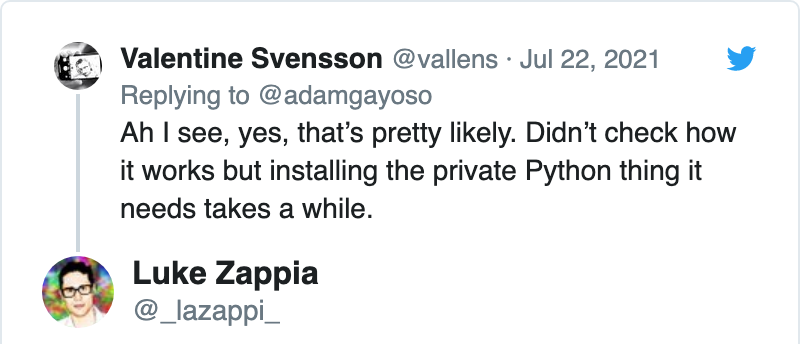 Valentine Svensson @vallens · Jul 22, 2021
Replying to @adamgayoso
Ah I see, yes, that’s pretty likely. Didn’t check how
it works but installing the private Python thing it
needs takes a while.
Luke Zappia
@_lazappi_